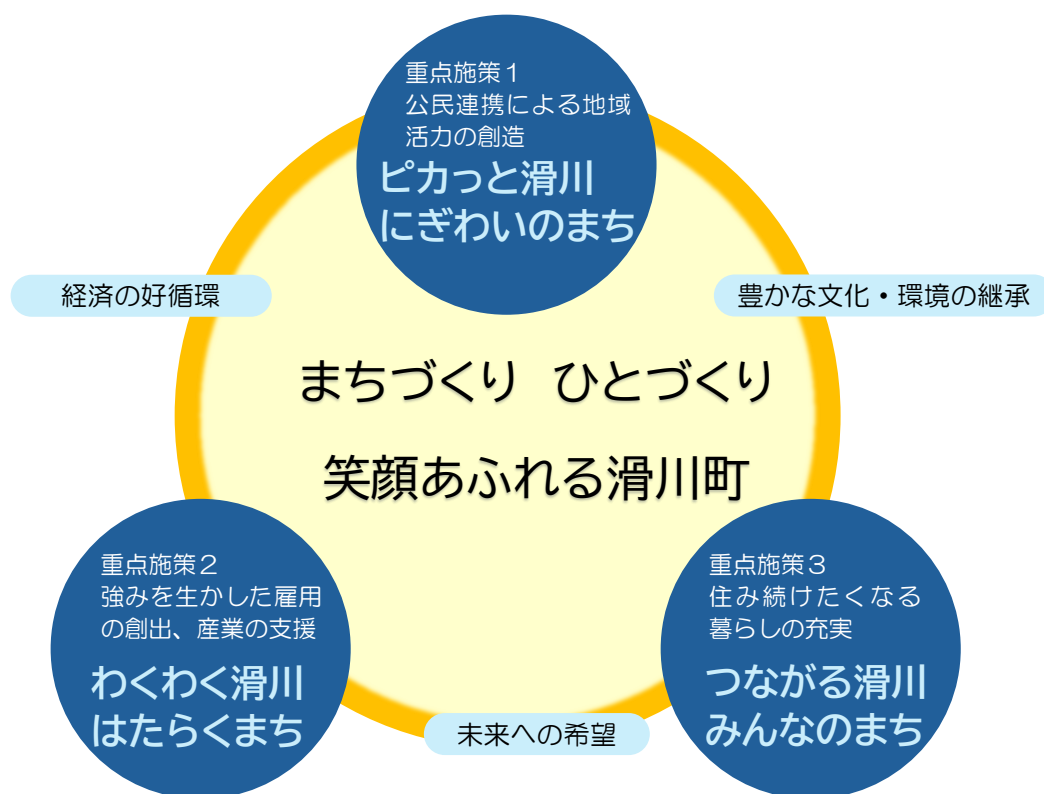 重点施策１
公民連携による地域
活力の創造
ピカっと滑川
にぎわいのまち
経済の好循環
豊かな文化・環境の継承
まちづくり ひとづくり
笑顔あふれる滑川町
重点施策２
強みを生かした雇用
の創出、産業の支援
わくわく滑川
はたらくまち
重点施策３
住み続けたくなる
暮らしの充実
つながる滑川
みんなのまち
未来への希望